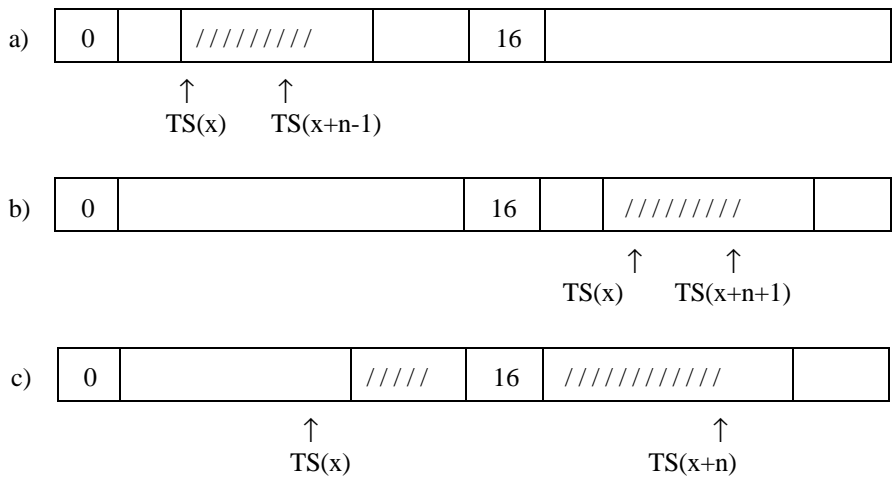 a) 0 ///////// 16
↑ ↑
TS(x) TS(x+n-1)
b) 0 16 /////////
↑ ↑
TS(x) TS(x+n+1)
c) 0 ///// 16 ////////////
↑ ↑
TS(x) TS(x+n)